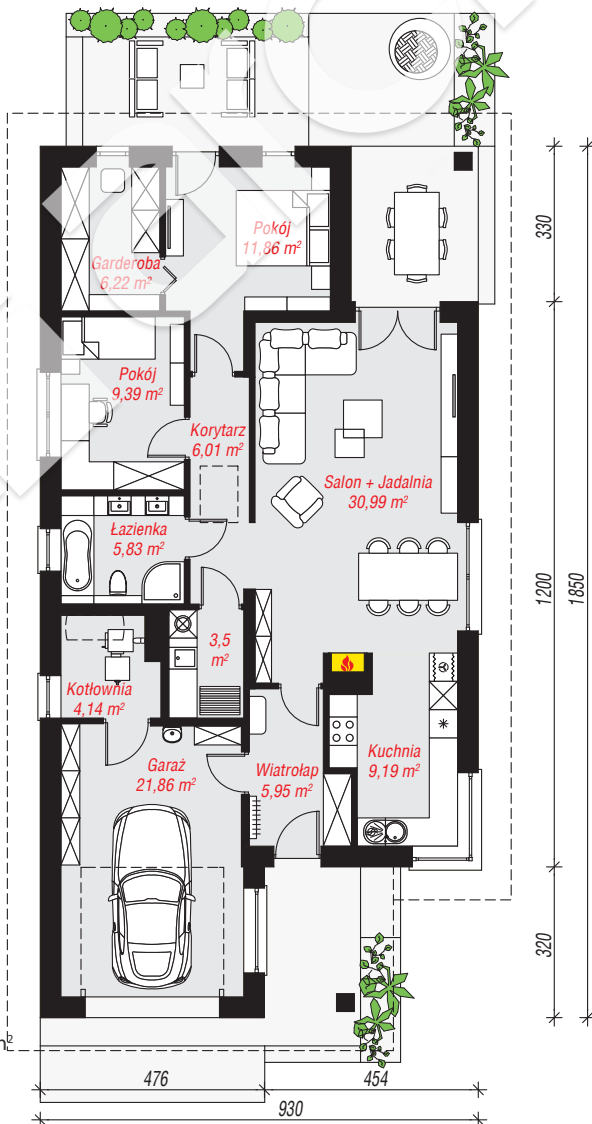 Pokój
11,86 m²
Garderoba
6,22 m²
330
Pokój
9,39 m²
Korytarz
6,01 m²
Salon + Jadalnia
30,99 m²
Łazienka
5,83 m²
1200
1850
3,5
m²
Kotłownia
4,14 m²
Kuchnia
9,19 m²
Garaż
21,86 m²
Wiatrołap
5,95 m²
320
m²
476
454
930